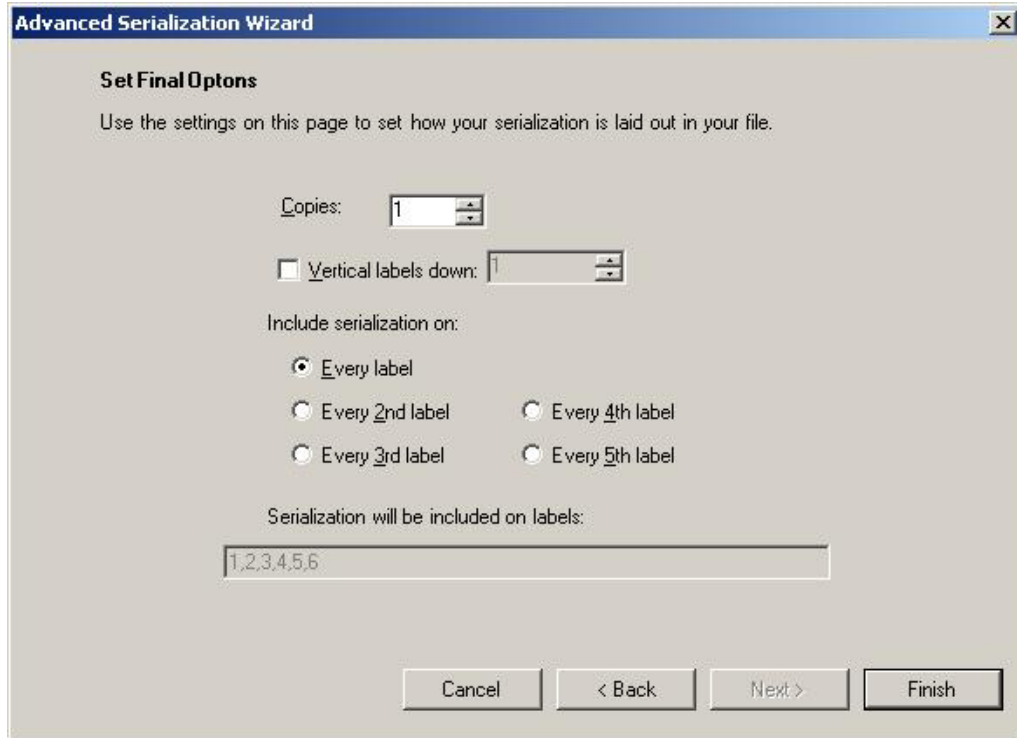 Advanced Serialization Wizard
Set Final Optons
Use the settings on this page to set how your serialization is laid out in your file.
Copies: 1
Vertical labels down: 1
Include serialization on:
Every label
Every 2nd label Every 4th label
Every 3rd label Every 5th label
Serialization will be included on labels:
1,2,3,4,5,6
Cancel < Back Next > Finish